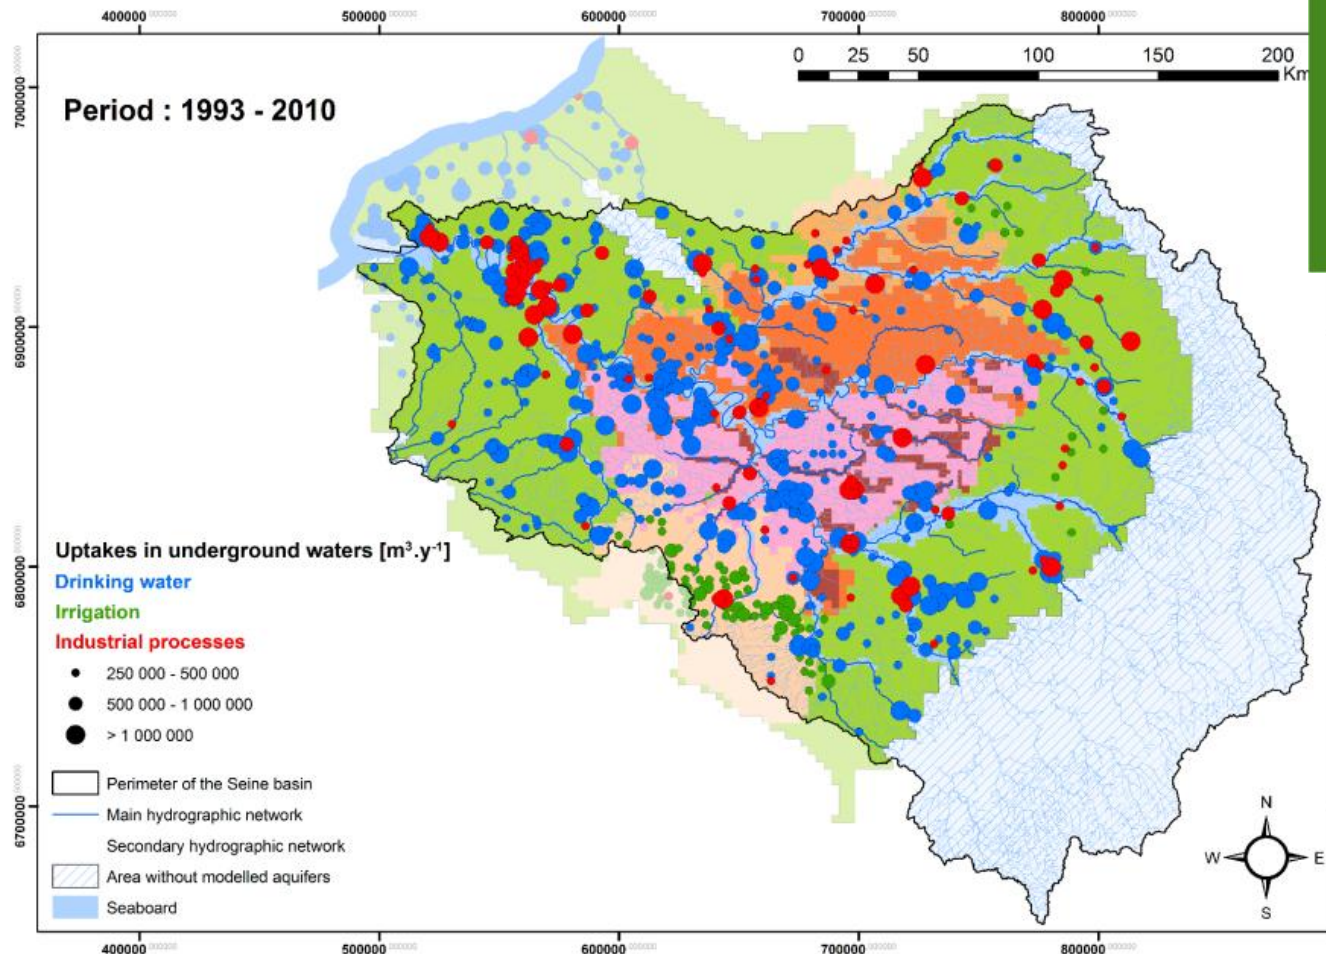 400000 500000 600000 700000 800000
0 25 50 100 150 200
Km
7000000
Period : 1993 - 2010
6900000
6800000
6700000
Uptakes in underground waters [m³.y⁻¹]
Drinking water
Irrigation
Industrial processes
250 000 - 500 000
500 000 - 1 000 000
> 1 000 000
Perimeter of the Seine basin
Main hydrographic network
Secondary hydrographic network
Area without modelled aquifers
Seaboard
N
W E
S
400000 500000 600000 700000 800000